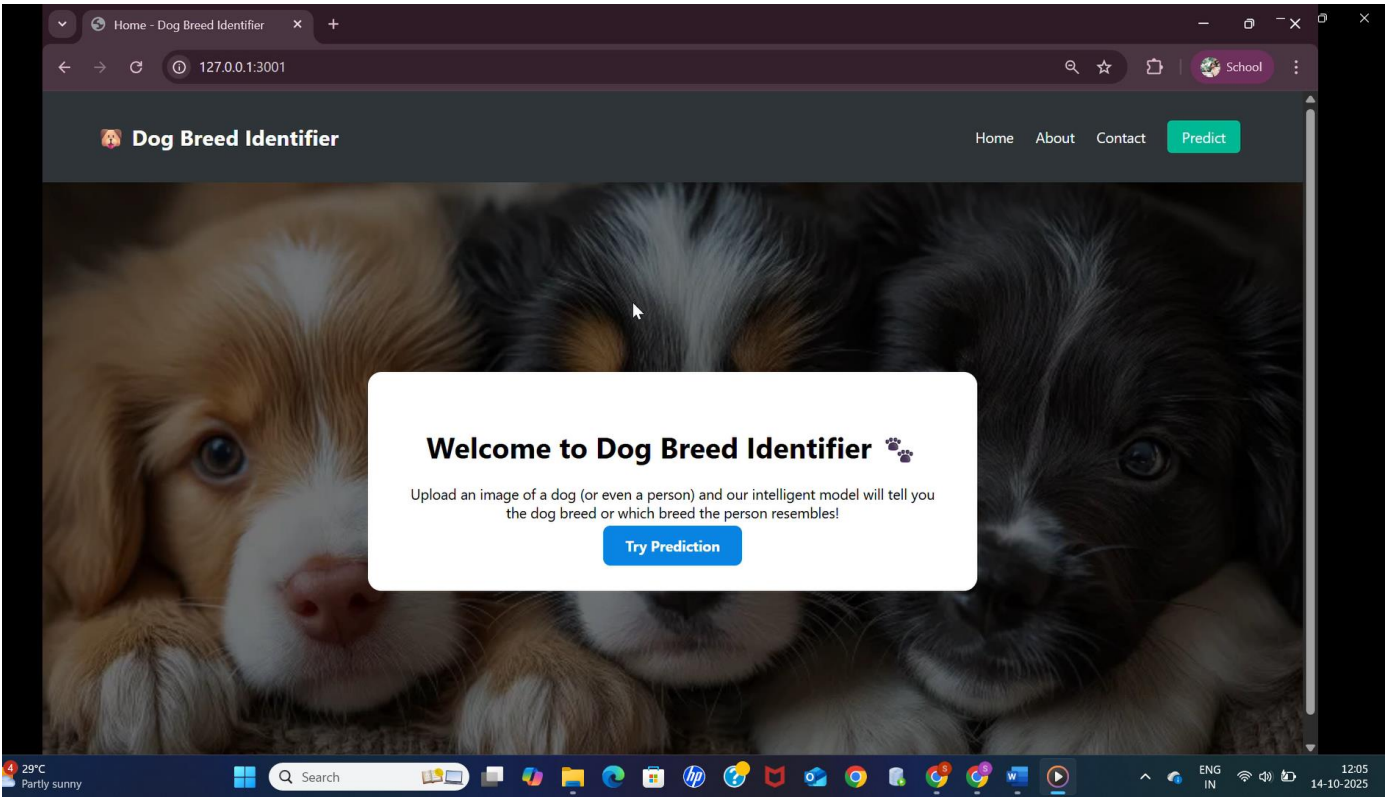 Home - Dog Breed Identifier
127.0.0.1:3001
School
Dog Breed Identifier
Home About Contact Predict
Welcome to Dog Breed Identifier
Upload an image of a dog (or even a person) and our intelligent model will tell you
the dog breed or which breed the person resembles!
Try Prediction
4
29°C
Partly sunny
Search
ENG
IN
12:05
14-10-2025